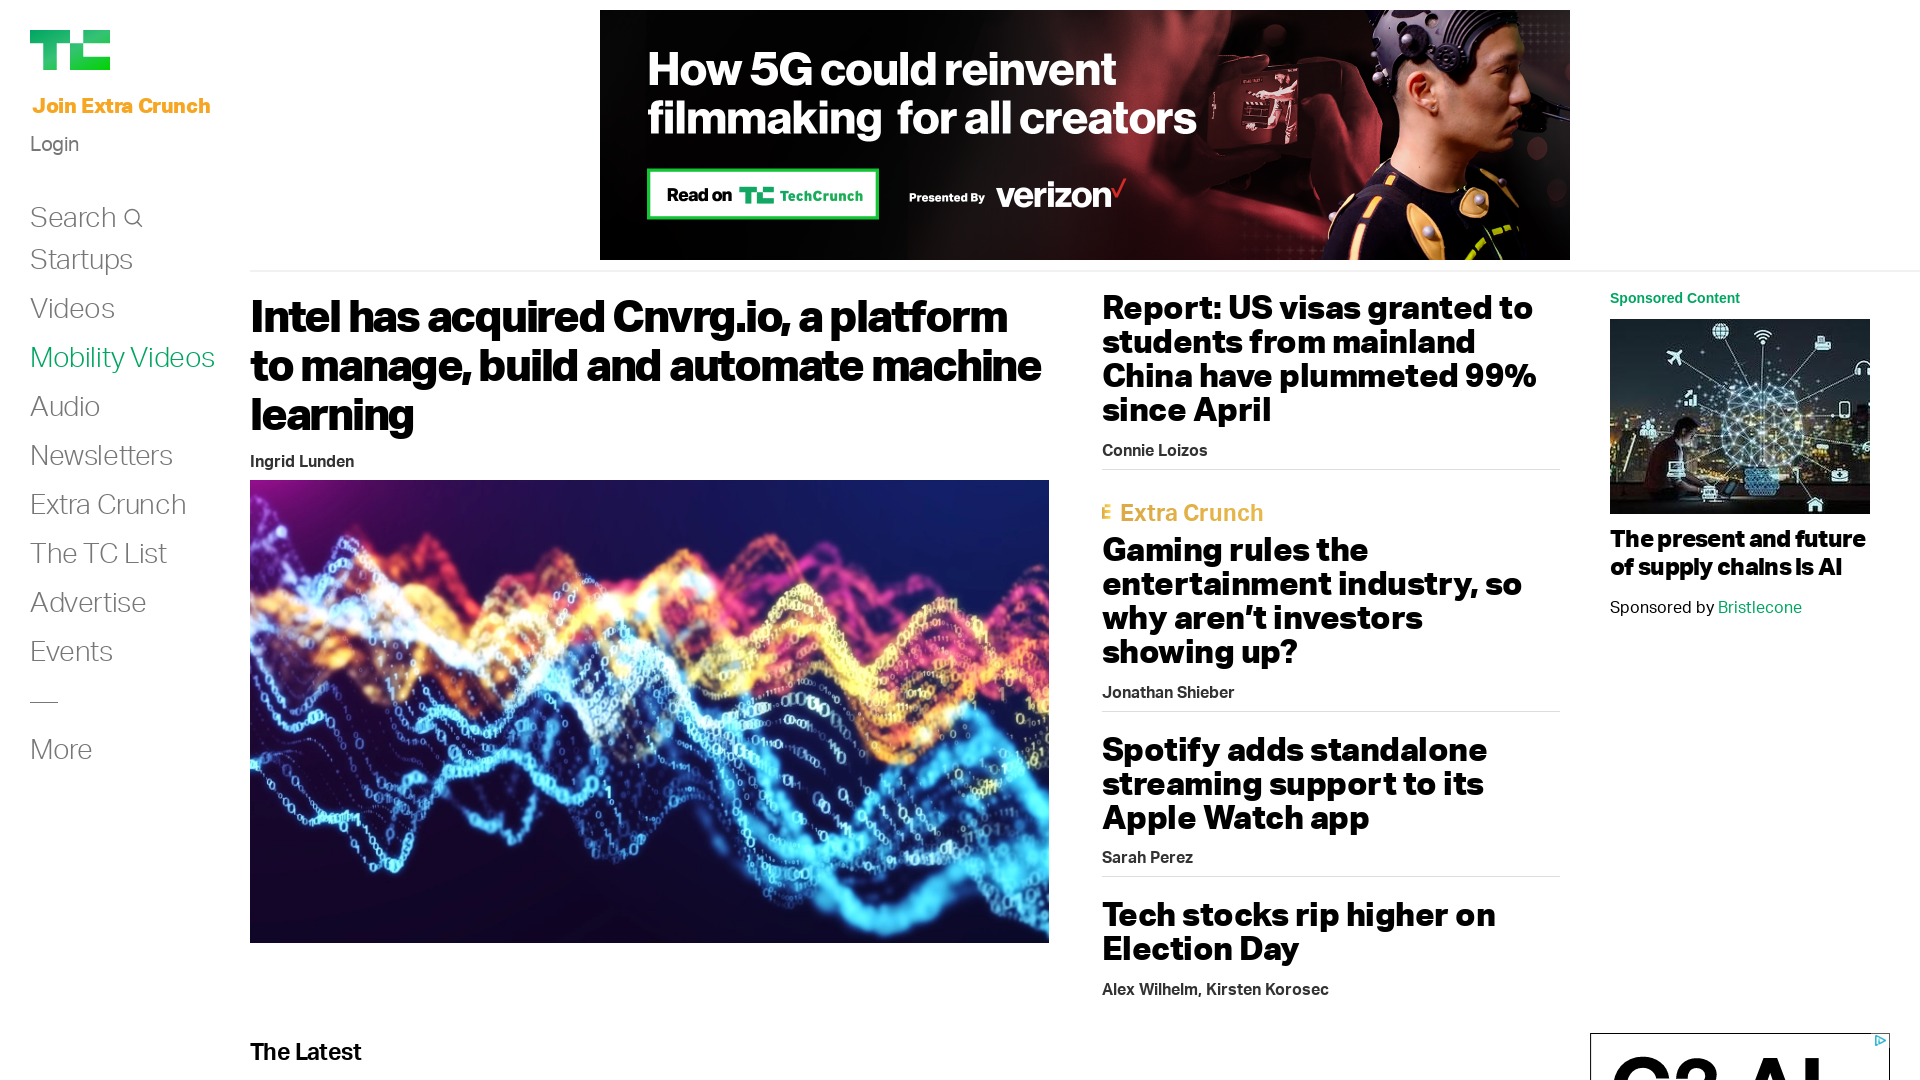 TC
Join Extra Crunch
Login
Search
Startups
Videos
Mobility Videos
Audio
Newsletters
Extra Crunch
The TC List
Advertise
Events
—
More
How 5G could reinvent
filmmaking for all creators
Read on TC TechCrunch
Presented By verizon✓
Intel has acquired Cnvrg.io, a platform
to manage, build and automate machine
learning
Ingrid Lunden
Report: US visas granted to
students from mainland
China have plummeted 99%
since April
Connie Loizos
Extra Crunch
Gaming rules the
entertainment industry, so
why aren’t investors
showing up?
Jonathan Shieber
Spotify adds standalone
streaming support to its
Apple Watch app
Sarah Perez
Tech stocks rip higher on
Election Day
Alex Wilhelm, Kirsten Korosec
Sponsored Content
The present and future
of supply chains is AI
Sponsored by Bristlecone
The Latest
C3 AI